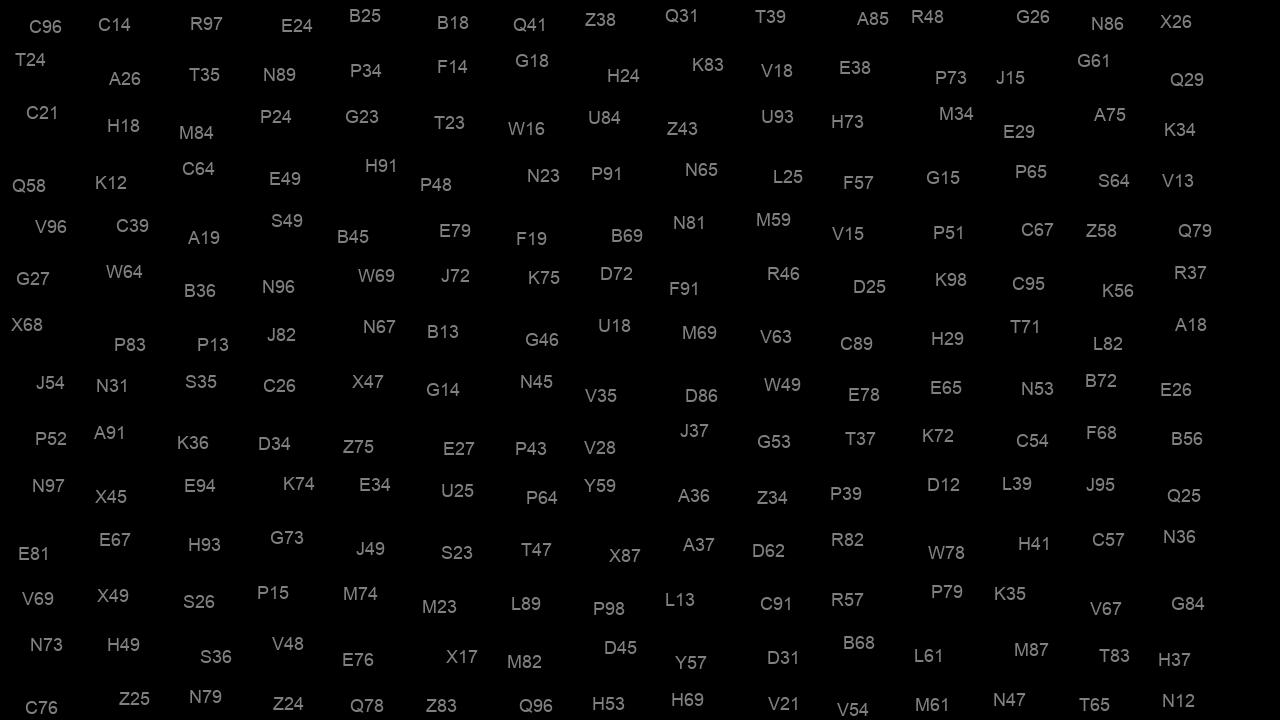 C96 C14 R97 E24 B25 B18 Q41 Z38 Q31 T39 A85 R48 G26 N86 X26
T24 A26 T35 N89 P34 F14 G18 H24 K83 V18 E38 P73 J15 G61 Q29
C21 H18 M84 P24 G23 T23 W16 U84 Z43 U93 H73 M34 E29 A75 K34
Q58 K12 C64 E49 H91 P48 N23 P91 N65 L25 F57 G15 P65 S64 V13
V96 C39 A19 S49 B45 E79 F19 B69 N81 M59 V15 P51 C67 Z58 Q79
G27 W64 B36 N96 W69 J72 K75 D72 F91 R46 D25 K98 C95 K56 R37
X68 P83 P13 J82 N67 B13 G46 U18 M69 V63 C89 H29 T71 L82 A18
J54 N31 S35 C26 X47 G14 N45 V35 D86 W49 E78 E65 N53 B72 E26
P52 A91 K36 D34 Z75 E27 P43 V28 J37 G53 T37 K72 C54 F68 B56
N97 X45 E94 K74 E34 U25 P64 Y59 A36 Z34 P39 D12 L39 J95 Q25
E81 E67 H93 G73 J49 S23 T47 X87 A37 D62 R82 W78 H41 C57 N36
V69 X49 S26 P15 M74 M23 L89 P98 L13 C91 R57 P79 K35 V67 G84
N73 H49 S36 V48 E76 X17 M82 D45 Y57 D31 B68 L61 M87 T83 H37
C76 Z25 N79 Z24 Q78 Z83 Q96 H53 H69 V21 V54 M61 N47 T65 N12